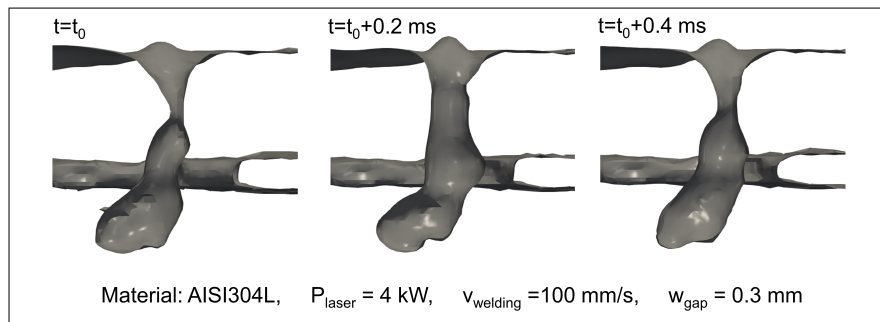 t=t0
t=t0+0.2 ms
t=t0+0.4 ms
Material: AISI304L, Plaser = 4 kW, vwelding =100 mm/s, wgap = 0.3 mm